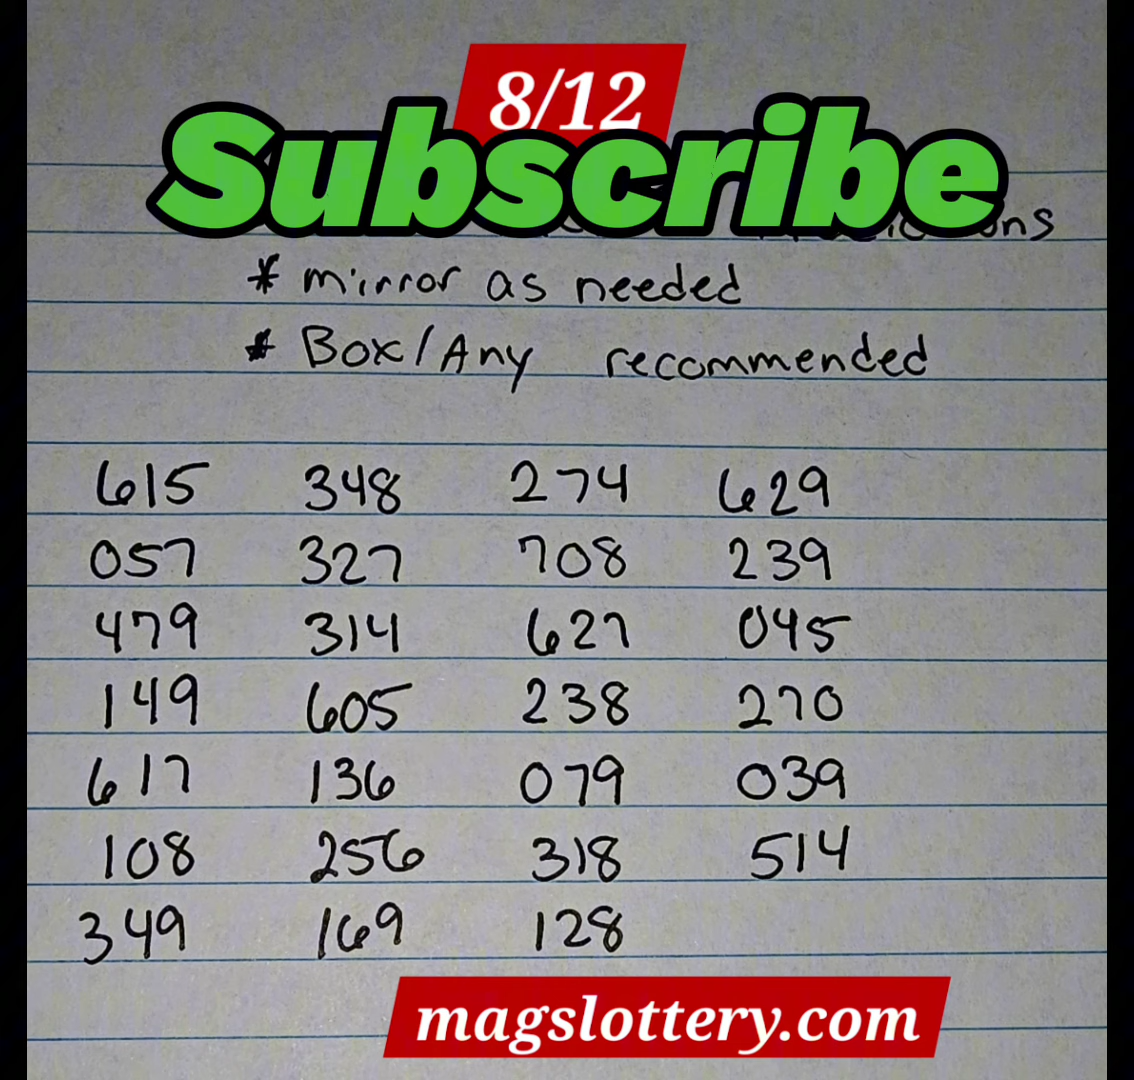 8/12
Subscribe
* mirror as needed
* Box/Any recommended
615 348 274 629
057 327 708 239
479 314 627 045
149 605 238 270
617 136 079 039
108 256 318 514
349 169 128
magslottery.com